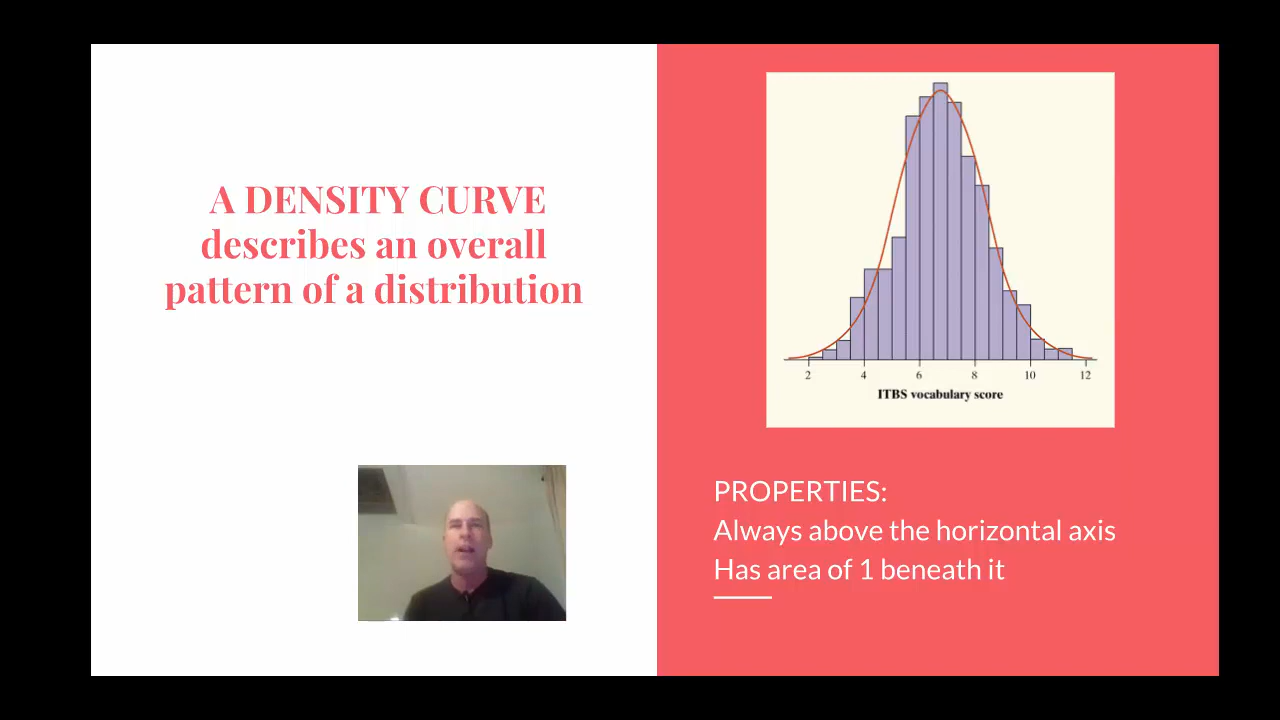 A DENSITY CURVE
describes an overall
pattern of a distribution
2 4 6 8 10 12
ITBS vocabulary score
PROPERTIES:
Always above the horizontal axis
Has area of 1 beneath it